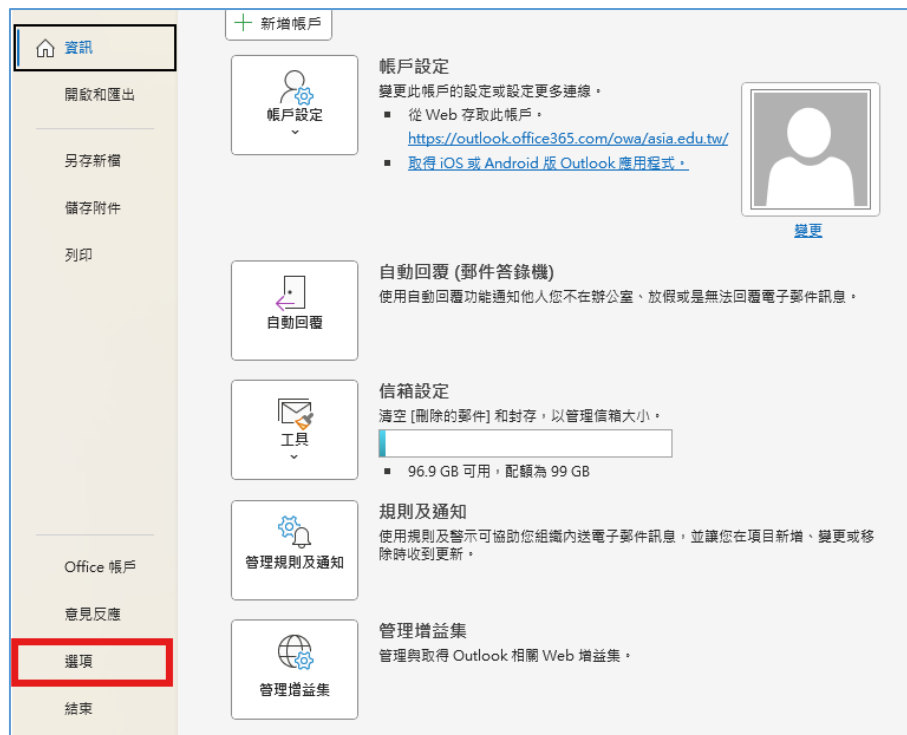 新增帳戶
資訊
開啟和匯出
另存新檔
儲存附件
列印
Office 帳戶
意見反應
選項
結束
帳戶設定
帳戶設定
變更此帳戶的設定或設定更多連線。
■ 從 Web 存取此帳戶。
https://outlook.office365.com/owa/asia.edu.tw/
■ 取得 iOS 或 Android 版 Outlook 應用程式。
變更
自動回覆
自動回覆 (郵件答錄機)
使用自動回覆功能通知他人您不在辦公室、放假或是無法回覆電子郵件訊息。
工具
信箱設定
清空 [刪除的郵件] 和封存，以管理信箱大小。
■ 96.9 GB 可用，配額為 99 GB
管理規則及通知
規則及通知
使用規則及警示可協助您組織內送電子郵件訊息，並讓您在項目新增、變更或移
除時收到更新。
管理增益集
管理增益集
管理與取得 Outlook 相關 Web 增益集。